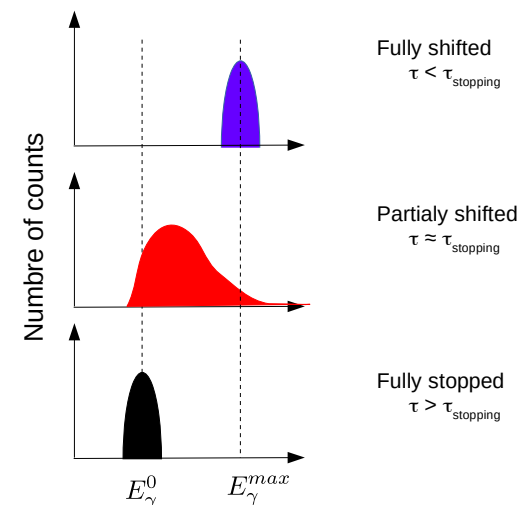 Fully shifted
τ < τstopping
Numbre of counts
Partialy shifted
τ ≈ τstopping
Fully stopped
τ > τstopping
E⁰γ
Eᵐᵃˣγ